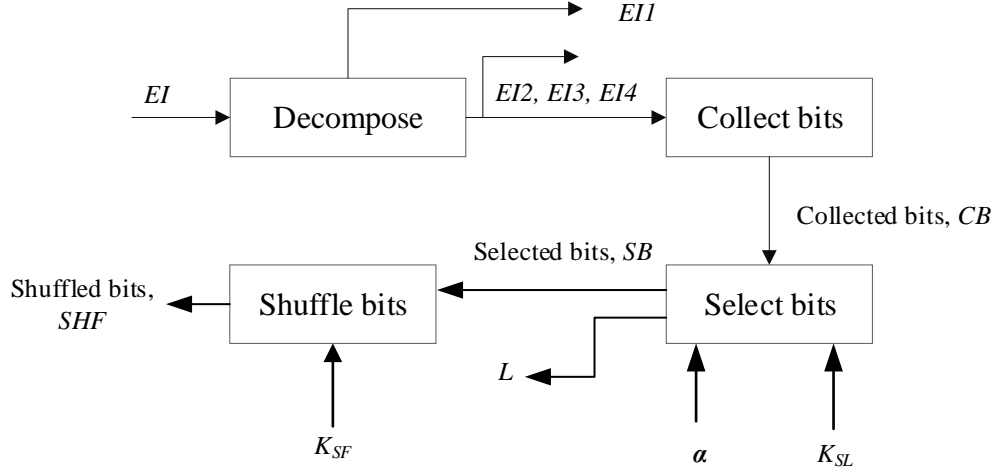 EI1
EI
Decompose
EI2, EI3, EI4
Collect bits
Collected bits, CB
Selected bits, SB
Shuffled bits,
SHF
Shuffle bits
Select bits
L
K_SF
α
K_SL